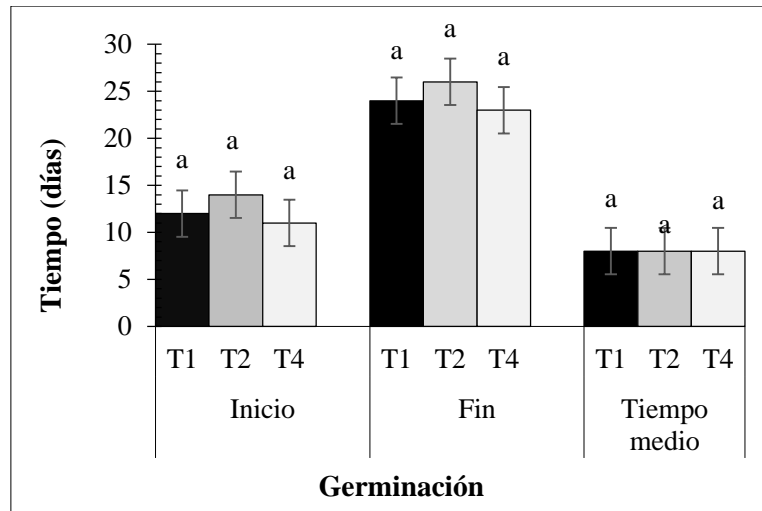 Tiempo (días)
30
25
20
15
10
5
0
a
a
a
a
a
a
a
a
a
T1 T2 T4 T1 T2 T4 T1 T2 T4
Inicio Fin Tiempo
medio
Germinación